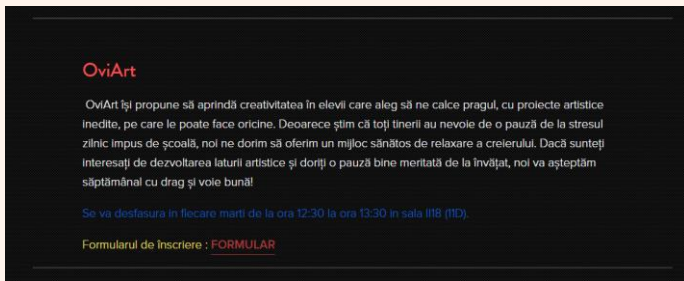 OviArt
OviArt își propune să aprindă creativitatea în elevii care aleg să ne calce pragul, cu proiecte artistice
inedite, pe care le poate face oricine. Deoarece știm că toți tinerii au nevoie de o pauză de la stresul
zilnic impus de școală, noi ne dorim să oferim un mijloc sănătos de relaxare a creierului. Dacă sunteți
interesați de dezvoltarea laturii artistice și doriți o pauză bine meritată de la învățat, noi va așteptăm
săptămânal cu drag și voie bună!
Se va desfasura in fiecare marti de la ora 12:30 la ora 13:30 in sala II18 (11D).
Formularul de înscriere : FORMULAR